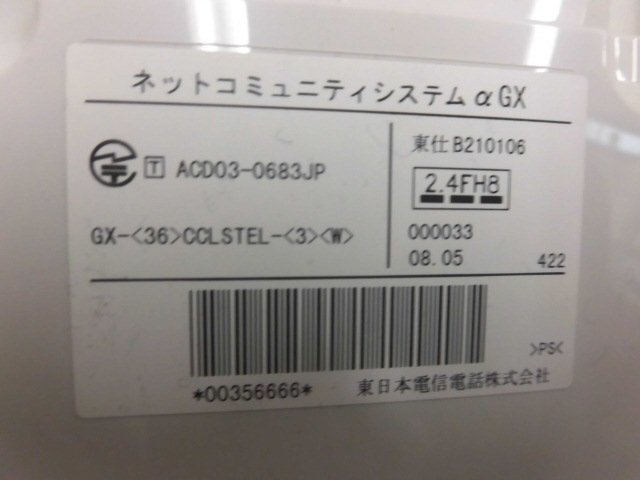 ネットコミュニティシステムαGX
T ACD03-0683JP
GX-<36>CCLSTEL-<3><W>
東仕B210106
2.4FH8
000033
08.05 422
*00356666*
>PS<
東日本電信電話株式会社